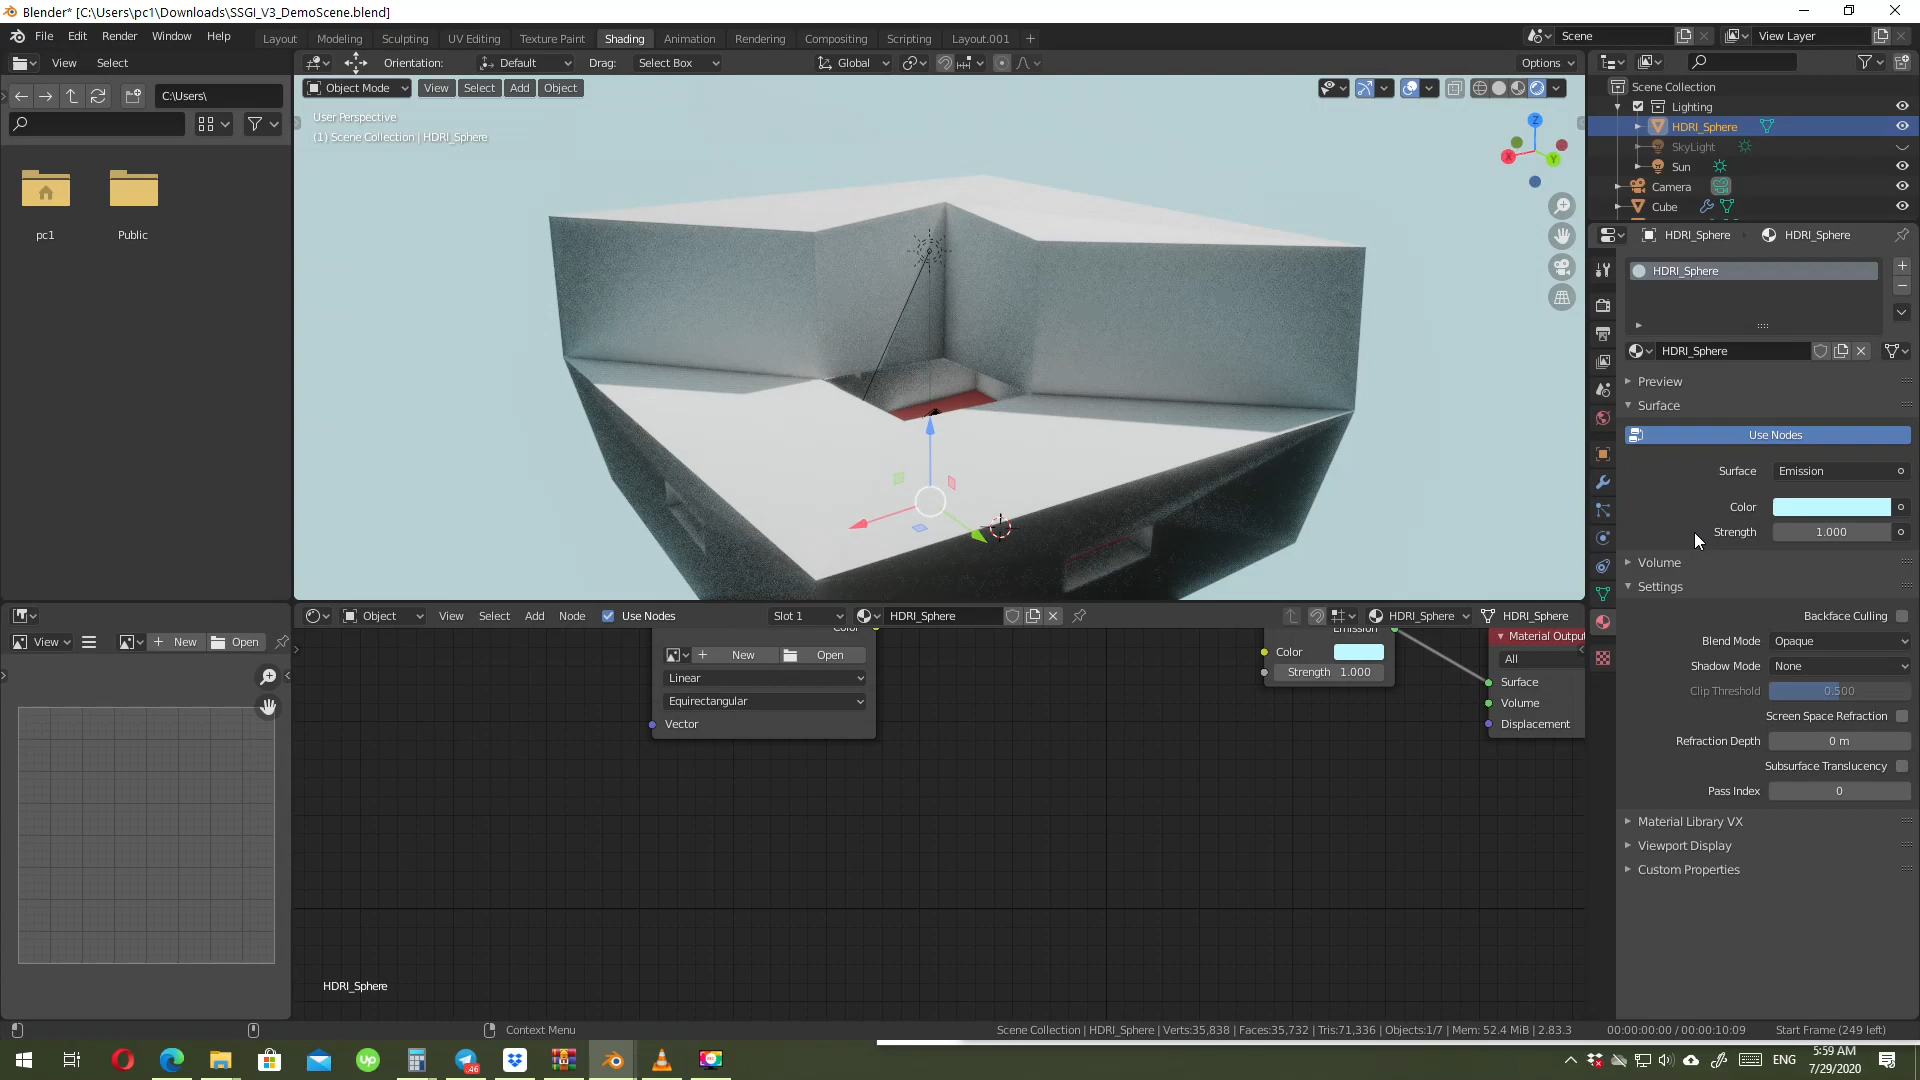 Blender* [C:\Users\pc1\Downloads\SSGI_V3_DemoScene.blend]
File Edit Render Window Help
Layout Modeling Sculpting UV Editing Texture Paint Shading Animation Rendering Compositing Scripting Layout.001 +
Scene
View Layer
View Select
Orientation: Default Drag: Select Box Global Options
C:\Users\
pc1 Public
Object Mode View Select Add Object
User Perspective
(1) Scene Collection | HDRI_Sphere
Z
X
Y
Scene Collection
Lighting
HDRI_Sphere
SkyLight
Sun
Camera
Cube
HDRI_Sphere HDRI_Sphere
HDRI_Sphere
HDRI_Sphere
Preview
Surface
Use Nodes
Surface Emission
Color
Strength 1.000
Volume
Settings
Backface Culling
Blend Mode Opaque
Shadow Mode None
Clip Threshold 0.500
Screen Space Refraction
Refraction Depth 0 m
Subsurface Translucency
Pass Index 0
Material Library VX
Viewport Display
Custom Properties
View + New Open
Object View Select Add Node Use Nodes Slot 1 HDRI_Sphere HDRI_Sphere HDRI_Sphere
Color
+ New Open
Linear
Equirectangular
Vector
Emission
Color
Strength 1.000
Material Output
All
Surface
Volume
Displacement
HDRI_Sphere
Context Menu
Scene Collection | HDRI_Sphere | Verts:35,838 | Faces:35,732 | Tris:71,336 | Objects:1/7 | Mem: 52.4 MiB | 2.83.3
00:00:00:00 / 00:00:10:09 Start Frame (249 left)
Up
46
ENG
5:59 AM
7/29/2020